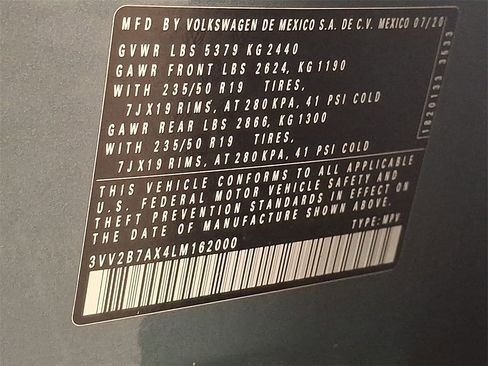 MFD BY VOLKSWAGEN DE MEXICO S.A. DE C.V. MEXICO 07/20
GVWR LBS 5379 KG 2440
GAWR FRONT LBS 2624, KG 1190
WITH 235/50 R19 TIRES,
7JX19 RIMS, AT 280 KPA, 41 PSI COLD
GAWR REAR LBS 2866, KG 1300
WITH 235/50 R19 TIRES,
7JX19 RIMS, AT 280 KPA, 41 PSI COLD
THIS VEHICLE CONFORMS TO ALL APPLICABLE
U.S. FEDERAL MOTOR VEHICLE SAFETY AND
THEFT PREVENTION STANDARDS IN EFFECT ON
THE DATE OF MANUFACTURE SHOWN ABOVE.
3VV2B7AX4LM162000
TYPE: MPV
1820133 3533